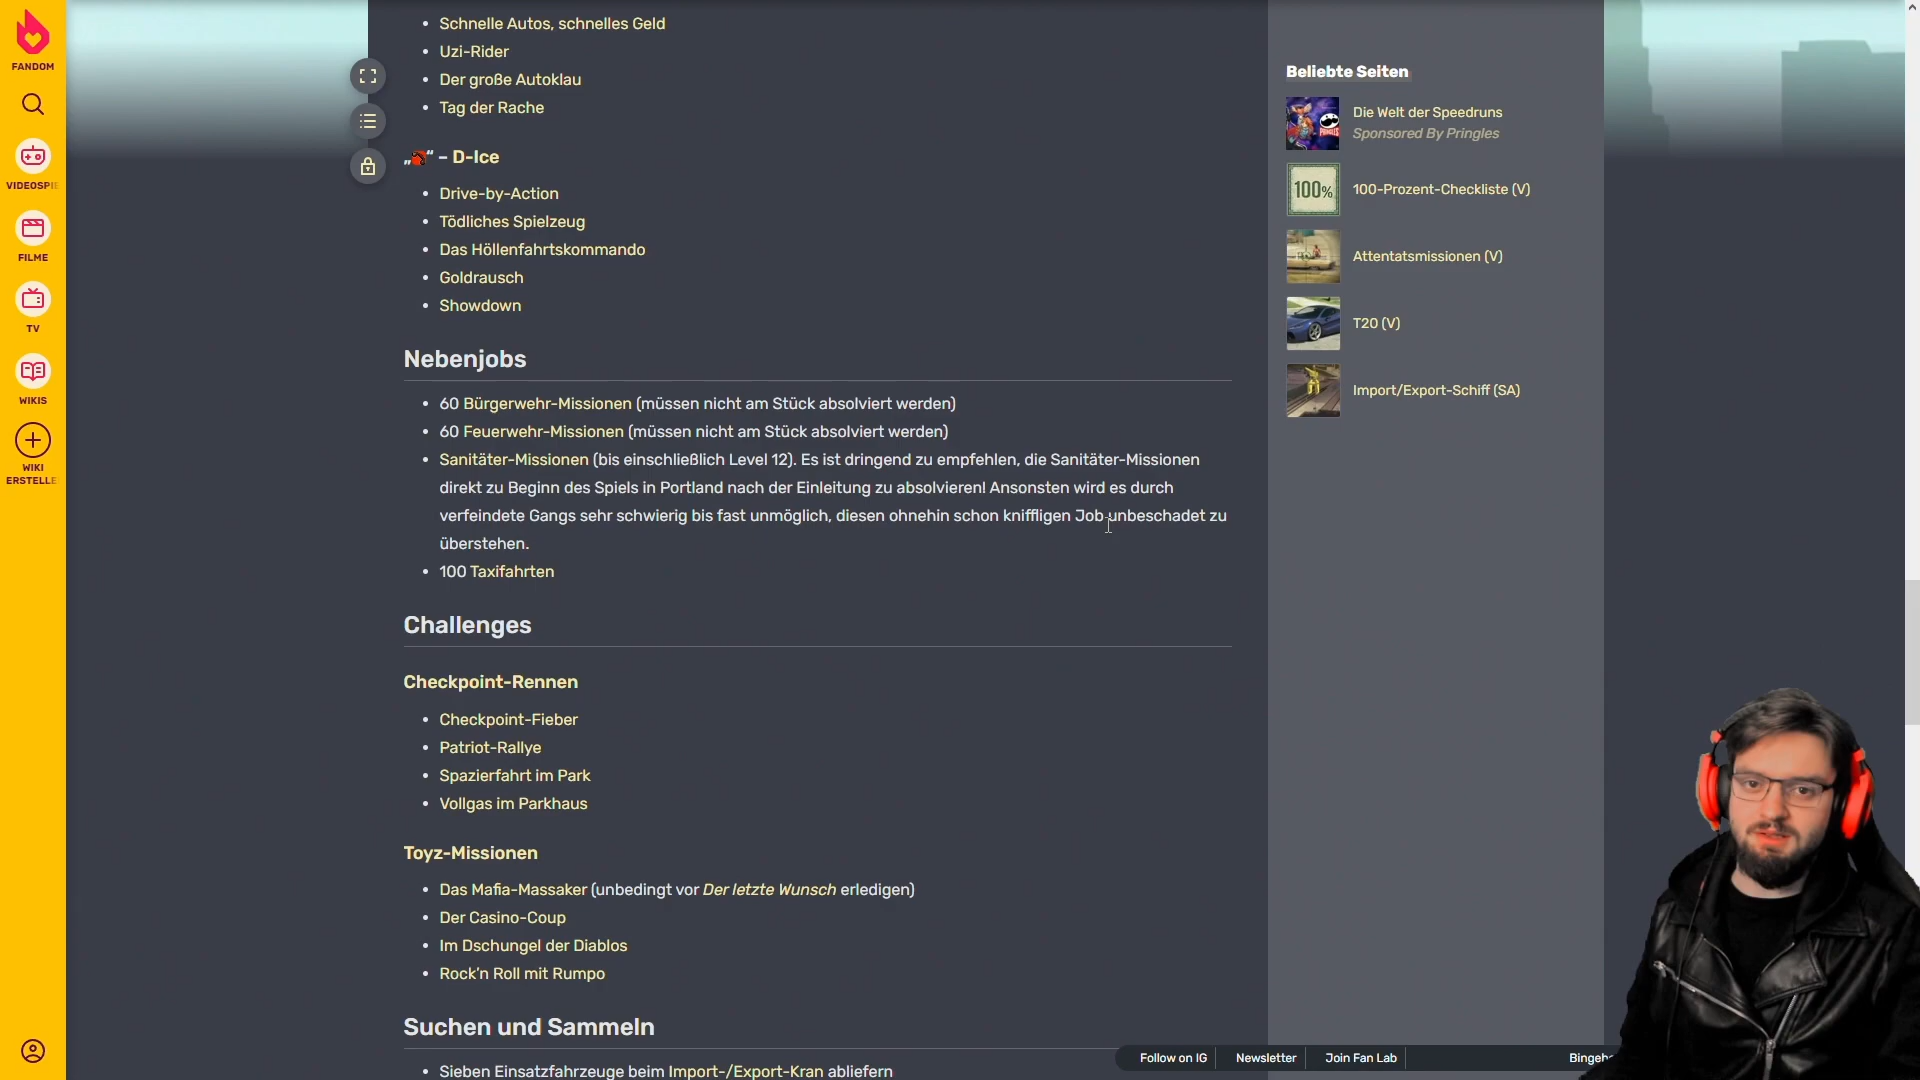 FANDOM
VIDEOSPIE
FILME
TV
WIKIS
WIKI
ERSTELLE
Schnelle Autos, schnelles Geld
Uzi-Rider
Der große Autoklau
Tag der Rache
„“ – D-Ice
Drive-by-Action
Tödliches Spielzeug
Das Höllenfahrtskommando
Goldrausch
Showdown
Nebenjobs
60 Bürgerwehr-Missionen (müssen nicht am Stück absolviert werden)
60 Feuerwehr-Missionen (müssen nicht am Stück absolviert werden)
Sanitäter-Missionen (bis einschließlich Level 12). Es ist dringend zu empfehlen, die Sanitäter-Missionen
direkt zu Beginn des Spiels in Portland nach der Einleitung zu absolvieren! Ansonsten wird es durch
verfeindete Gangs sehr schwierig bis fast unmöglich, diesen ohnehin schon kniffligen Job unbeschadet zu
überstehen.
100 Taxifahrten
Challenges
Checkpoint-Rennen
Checkpoint-Fieber
Patriot-Rallye
Spazierfahrt im Park
Vollgas im Parkhaus
Toyz-Missionen
Das Mafia-Massaker (unbedingt vor Der letzte Wunsch erledigen)
Der Casino-Coup
Im Dschungel der Diablos
Rock'n Roll mit Rumpo
Suchen und Sammeln
Sieben Einsatzfahrzeuge beim Import-/Export-Kran abliefern
Beliebte Seiten
PRINGLES
Die Welt der Speedruns
Sponsored By Pringles
100%
100-Prozent-Checkliste (V)
Attentatsmissionen (V)
T20 (V)
Import/Export-Schiff (SA)
Follow on IG
Newsletter
Join Fan Lab
Bingeb